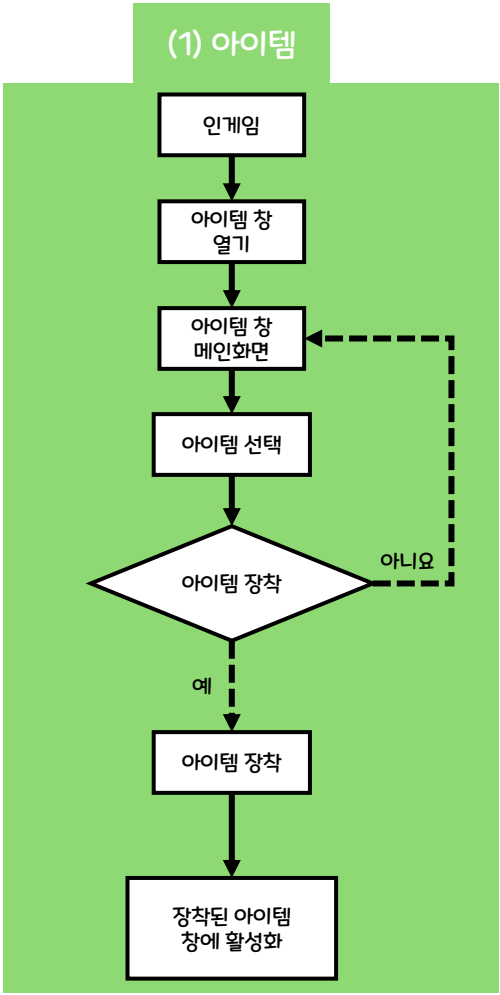 (1) 아이템
인게임
아이템 창
열기
아이템 창
메인화면
아이템 선택
아이템 장착
아니요
예
아이템 장착
장착된 아이템
창에 활성화